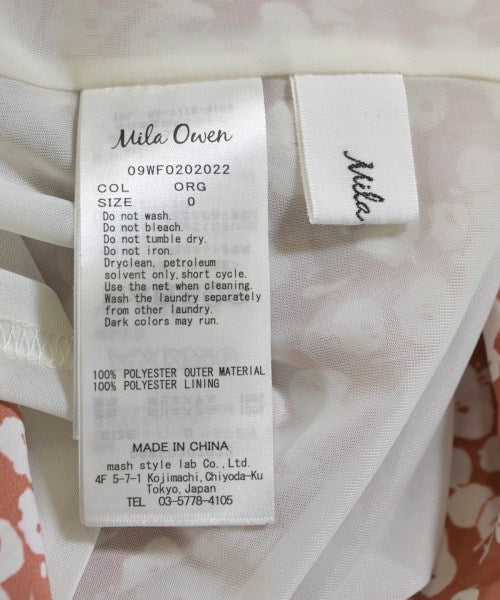 Mila Owen
09WF0202022
COL ORG
SIZE 0
Do not wash.
Do not bleach.
Do not tumble dry.
Do not iron.
Dryclean, petroleum
solvent only, short cycle.
Use the net when cleaning.
Wash the laundry separately
from other laundry.
Dark colors may run.
100% POLYESTER OUTER MATERIAL
100% POLYESTER LINING
MADE IN CHINA
mash style lab Co., Ltd.
4F 5-7-1 Kojimachi, Chiyoda-Ku
Tokyo, Japan
TEL 03-5778-4105
Mila